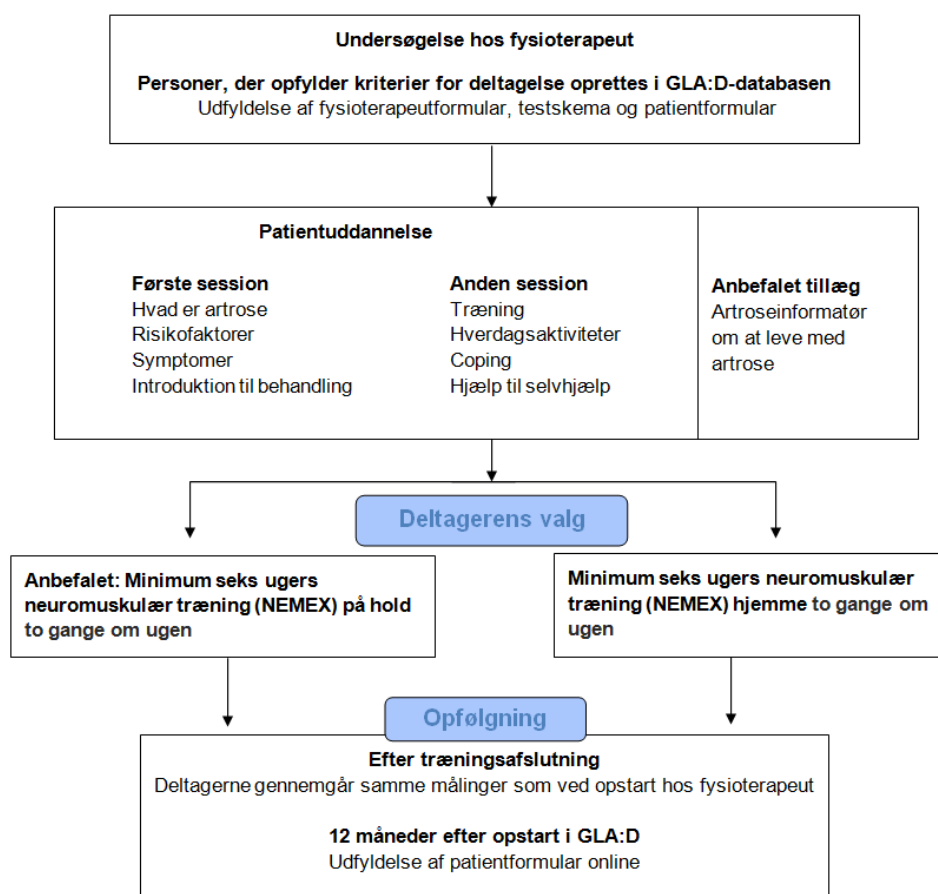 Undersøgelse hos fysioterapeut
Personer, der opfylder kriterier for deltagelse oprettes i GLA:D-databasen
Udfyldelse af fysioterapeutformular, testskema og patientformular
Patientuddannelse
Første session
Hvad er artrose
Risikofaktorer
Symptomer
Introduktion til behandling
Anden session
Træning
Hverdagsaktiviteter
Coping
Hjælp til selvhjælp
Anbefalet tillæg
Artroseinformatør
om at leve med
artrose
Deltagerens valg
Anbefalet: Minimum seks ugers
neuromuskulær træning (NEMEX) på hold
to gange om ugen
Minimum seks ugers neuromuskulær
træning (NEMEX) hjemme to gange om
ugen
Opfølgning
Efter træningsafslutning
Deltagerne gennemgår samme målinger som ved opstart hos fysioterapeut
12 måneder efter opstart i GLA:D
Udfyldelse af patientformular online